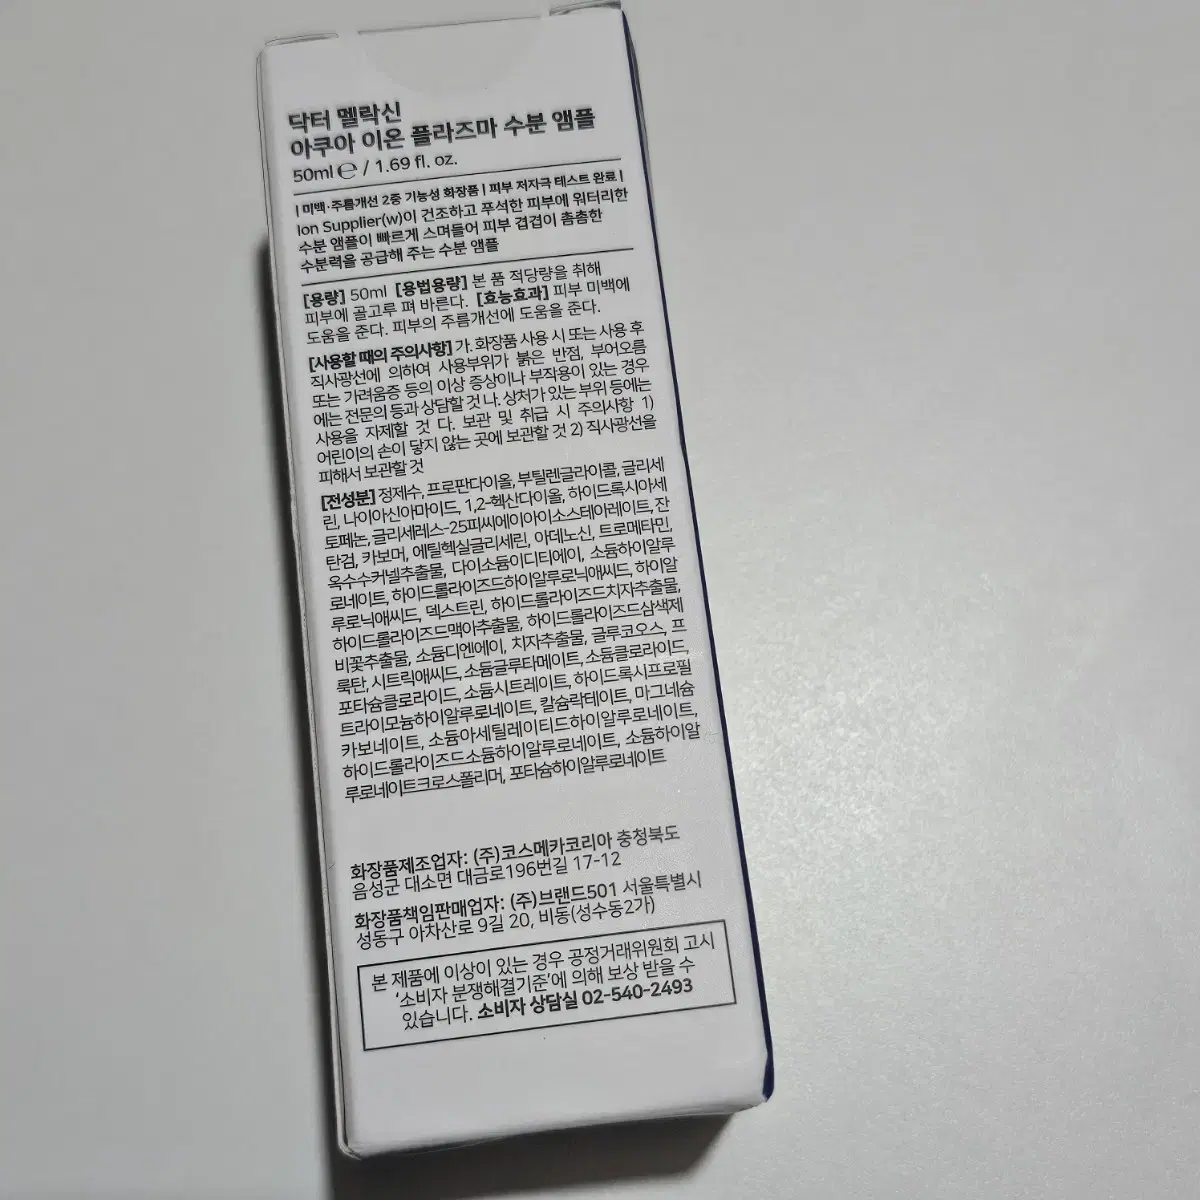 닥터 멜락신
아쿠아 이온 플라즈마 수분 앰플
50ml ℮ / 1.69 fl. oz.
| 미백·주름개선 2중 기능성 화장품 | 피부 저자극 테스트 완료 |
Ion Supplier(w)이 건조하고 푸석한 피부에 워터리한
수분 앰플이 빠르게 스며들어 피부 겹겹이 촘촘한
수분력을 공급해 주는 수분 앰플
[용량] 50ml [용법용량] 본 품 적당량을 취해
피부에 골고루 펴 바른다. [효능효과] 피부 미백에
도움을 준다. 피부의 주름개선에 도움을 준다.
[사용할 때의 주의사항] 가. 화장품 사용 시 또는 사용 후
직사광선에 의하여 사용부위가 붉은 반점, 부어오름
또는 가려움증 등의 이상 증상이나 부작용이 있는 경우
에는 전문의 등과 상담할 것 나. 상처가 있는 부위 등에는
사용을 자제할 것 다. 보관 및 취급 시 주의사항 1)
어린이의 손이 닿지 않는 곳에 보관할 것 2) 직사광선을
피해서 보관할 것
[전성분] 정제수, 프로판다이올, 부틸렌글라이콜, 글리세
린, 나이아신아마이드, 1,2-헥산다이올, 하이드록시아세
토페논, 글리세레스-25피씨에이아이소스테아레이트, 잔
탄검, 카보머, 에틸헥실글리세린, 아데노신, 트로메타민,
옥수수커넬추출물, 다이소듐이디티에이, 소듐하이알루
로네이트, 하이드롤라이즈드하이알루로닉애씨드, 하이알
루로닉애씨드, 덱스트린, 하이드롤라이즈드치자추출물,
하이드롤라이즈드맥아추출물, 하이드롤라이즈드삼색제
비꽃추출물, 소듐디엔에이, 치자추출물, 글루코오스, 프
룩탄, 시트릭애씨드, 소듐글루타메이트, 소듐클로라이드,
포타슘클로라이드, 소듐시트레이트, 하이드록시프로필
트라이모늄하이알루로네이트, 칼슘락테이트, 마그네슘
카보네이트, 소듐아세틸레이티드하이알루로네이트,
하이드롤라이즈드소듐하이알루로네이트, 소듐하이알
루로네이트크로스폴리머, 포타슘하이알루로네이트
화장품제조업자: (주)코스메카코리아 충청북도
음성군 대소면 대금로196번길 17-12
화장품책임판매업자: (주)브랜드501 서울특별시
성동구 아차산로 9길 20, 비동(성수동2가)
본 제품에 이상이 있는 경우 공정거래위원회 고시
'소비자 분쟁해결기준'에 의해 보상 받을 수
있습니다. 소비자 상담실 02-540-2493